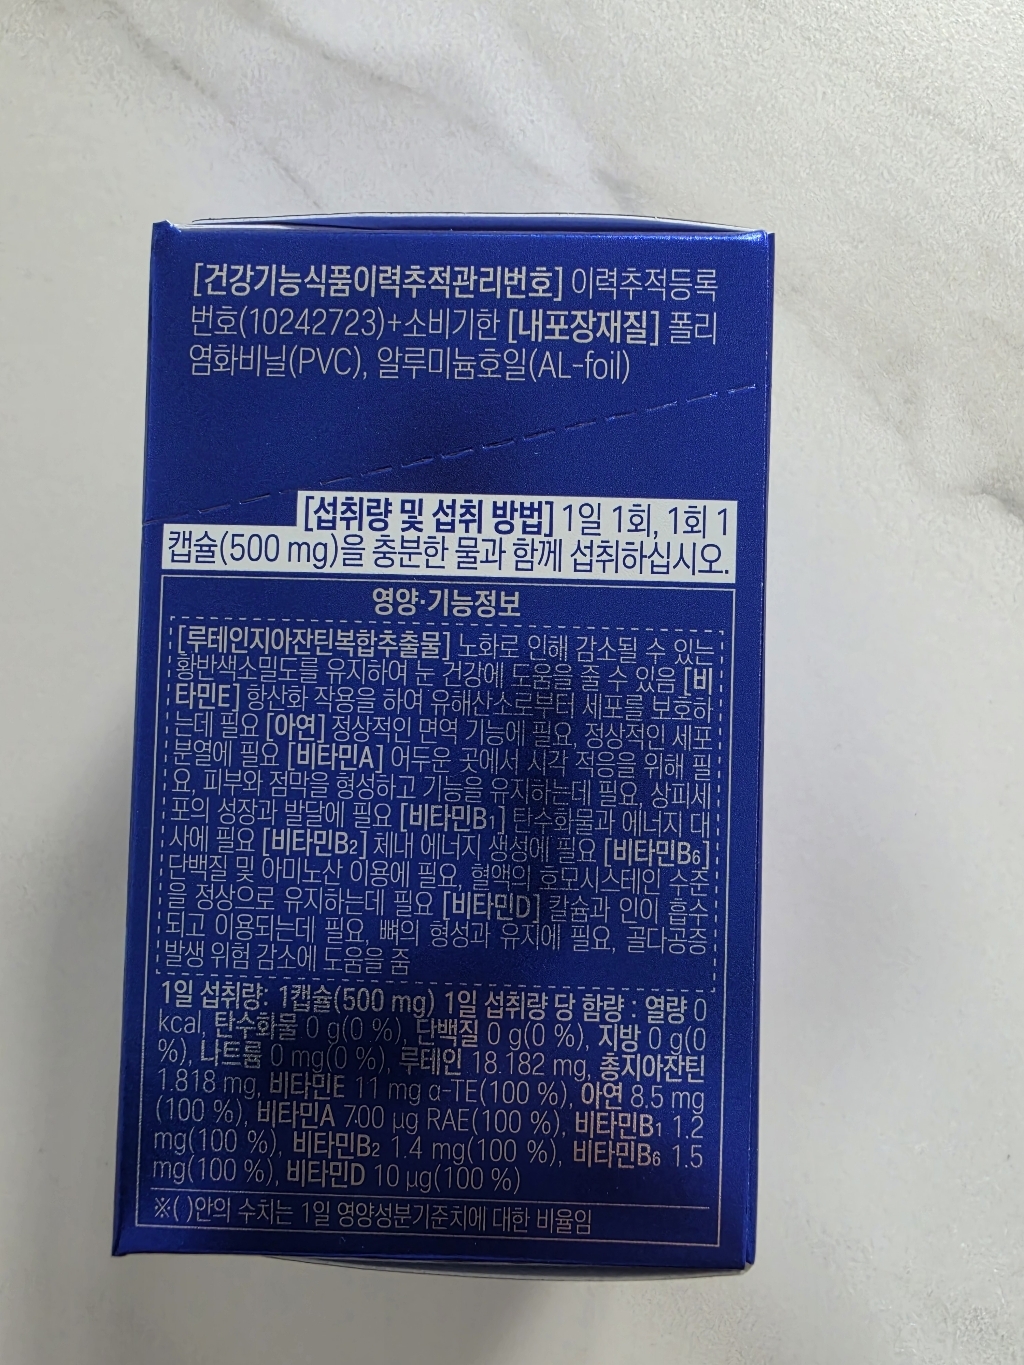 [건강기능식품이력추적관리번호] 이력추적등록
번호(10242723)+소비기한 [내포장재질] 폴리
염화비닐(PVC), 알루미늄호일(AL-foil)
[섭취량 및 섭취 방법] 1일 1회, 1회 1
캡슐(500 mg)을 충분한 물과 함께 섭취하십시오.
영양·기능정보
[루테인지아잔틴복합추출물] 노화로 인해 감소될 수 있는
황반색소밀도를 유지하여 눈 건강에 도움을 줄 수 있음 [비
타민E] 항산화 작용을 하여 유해산소로부터 세포를 보호하
는데 필요 [아연] 정상적인 면역 기능에 필요, 정상적인 세포
분열에 필요 [비타민A] 어두운 곳에서 시각 적응을 위해 필
요, 피부와 점막을 형성하고 기능을 유지하는데 필요, 상피세
포의 성장과 발달에 필요 [비타민B₁] 탄수화물과 에너지 대
사에 필요 [비타민B₂] 체내 에너지 생성에 필요 [비타민B₆]
단백질 및 아미노산 이용에 필요, 혈액의 호모시스테인 수준
을 정상으로 유지하는데 필요 [비타민D] 칼슘과 인이 흡수
되고 이용되는데 필요, 뼈의 형성과 유지에 필요, 골다공증
발생 위험 감소에 도움을 줌
1일 섭취량: 1캡슐(500 mg) 1일 섭취량 당 함량 : 열량 0
kcal, 탄수화물 0 g(0 %), 단백질 0 g(0 %), 지방 0 g(0
%), 나트륨 0 mg(0 %), 루테인 18.182 mg, 총지아잔틴
1.818 mg, 비타민E 11 mg α-TE(100 %), 아연 8.5 mg
(100 %), 비타민A 700 μg RAE(100 %), 비타민B₁ 1.2
mg(100 %), 비타민B₂ 1.4 mg(100 %), 비타민B₆ 1.5
mg(100 %), 비타민D 10 μg(100 %)
※( )안의 수치는 1일 영양성분기준치에 대한 비율임